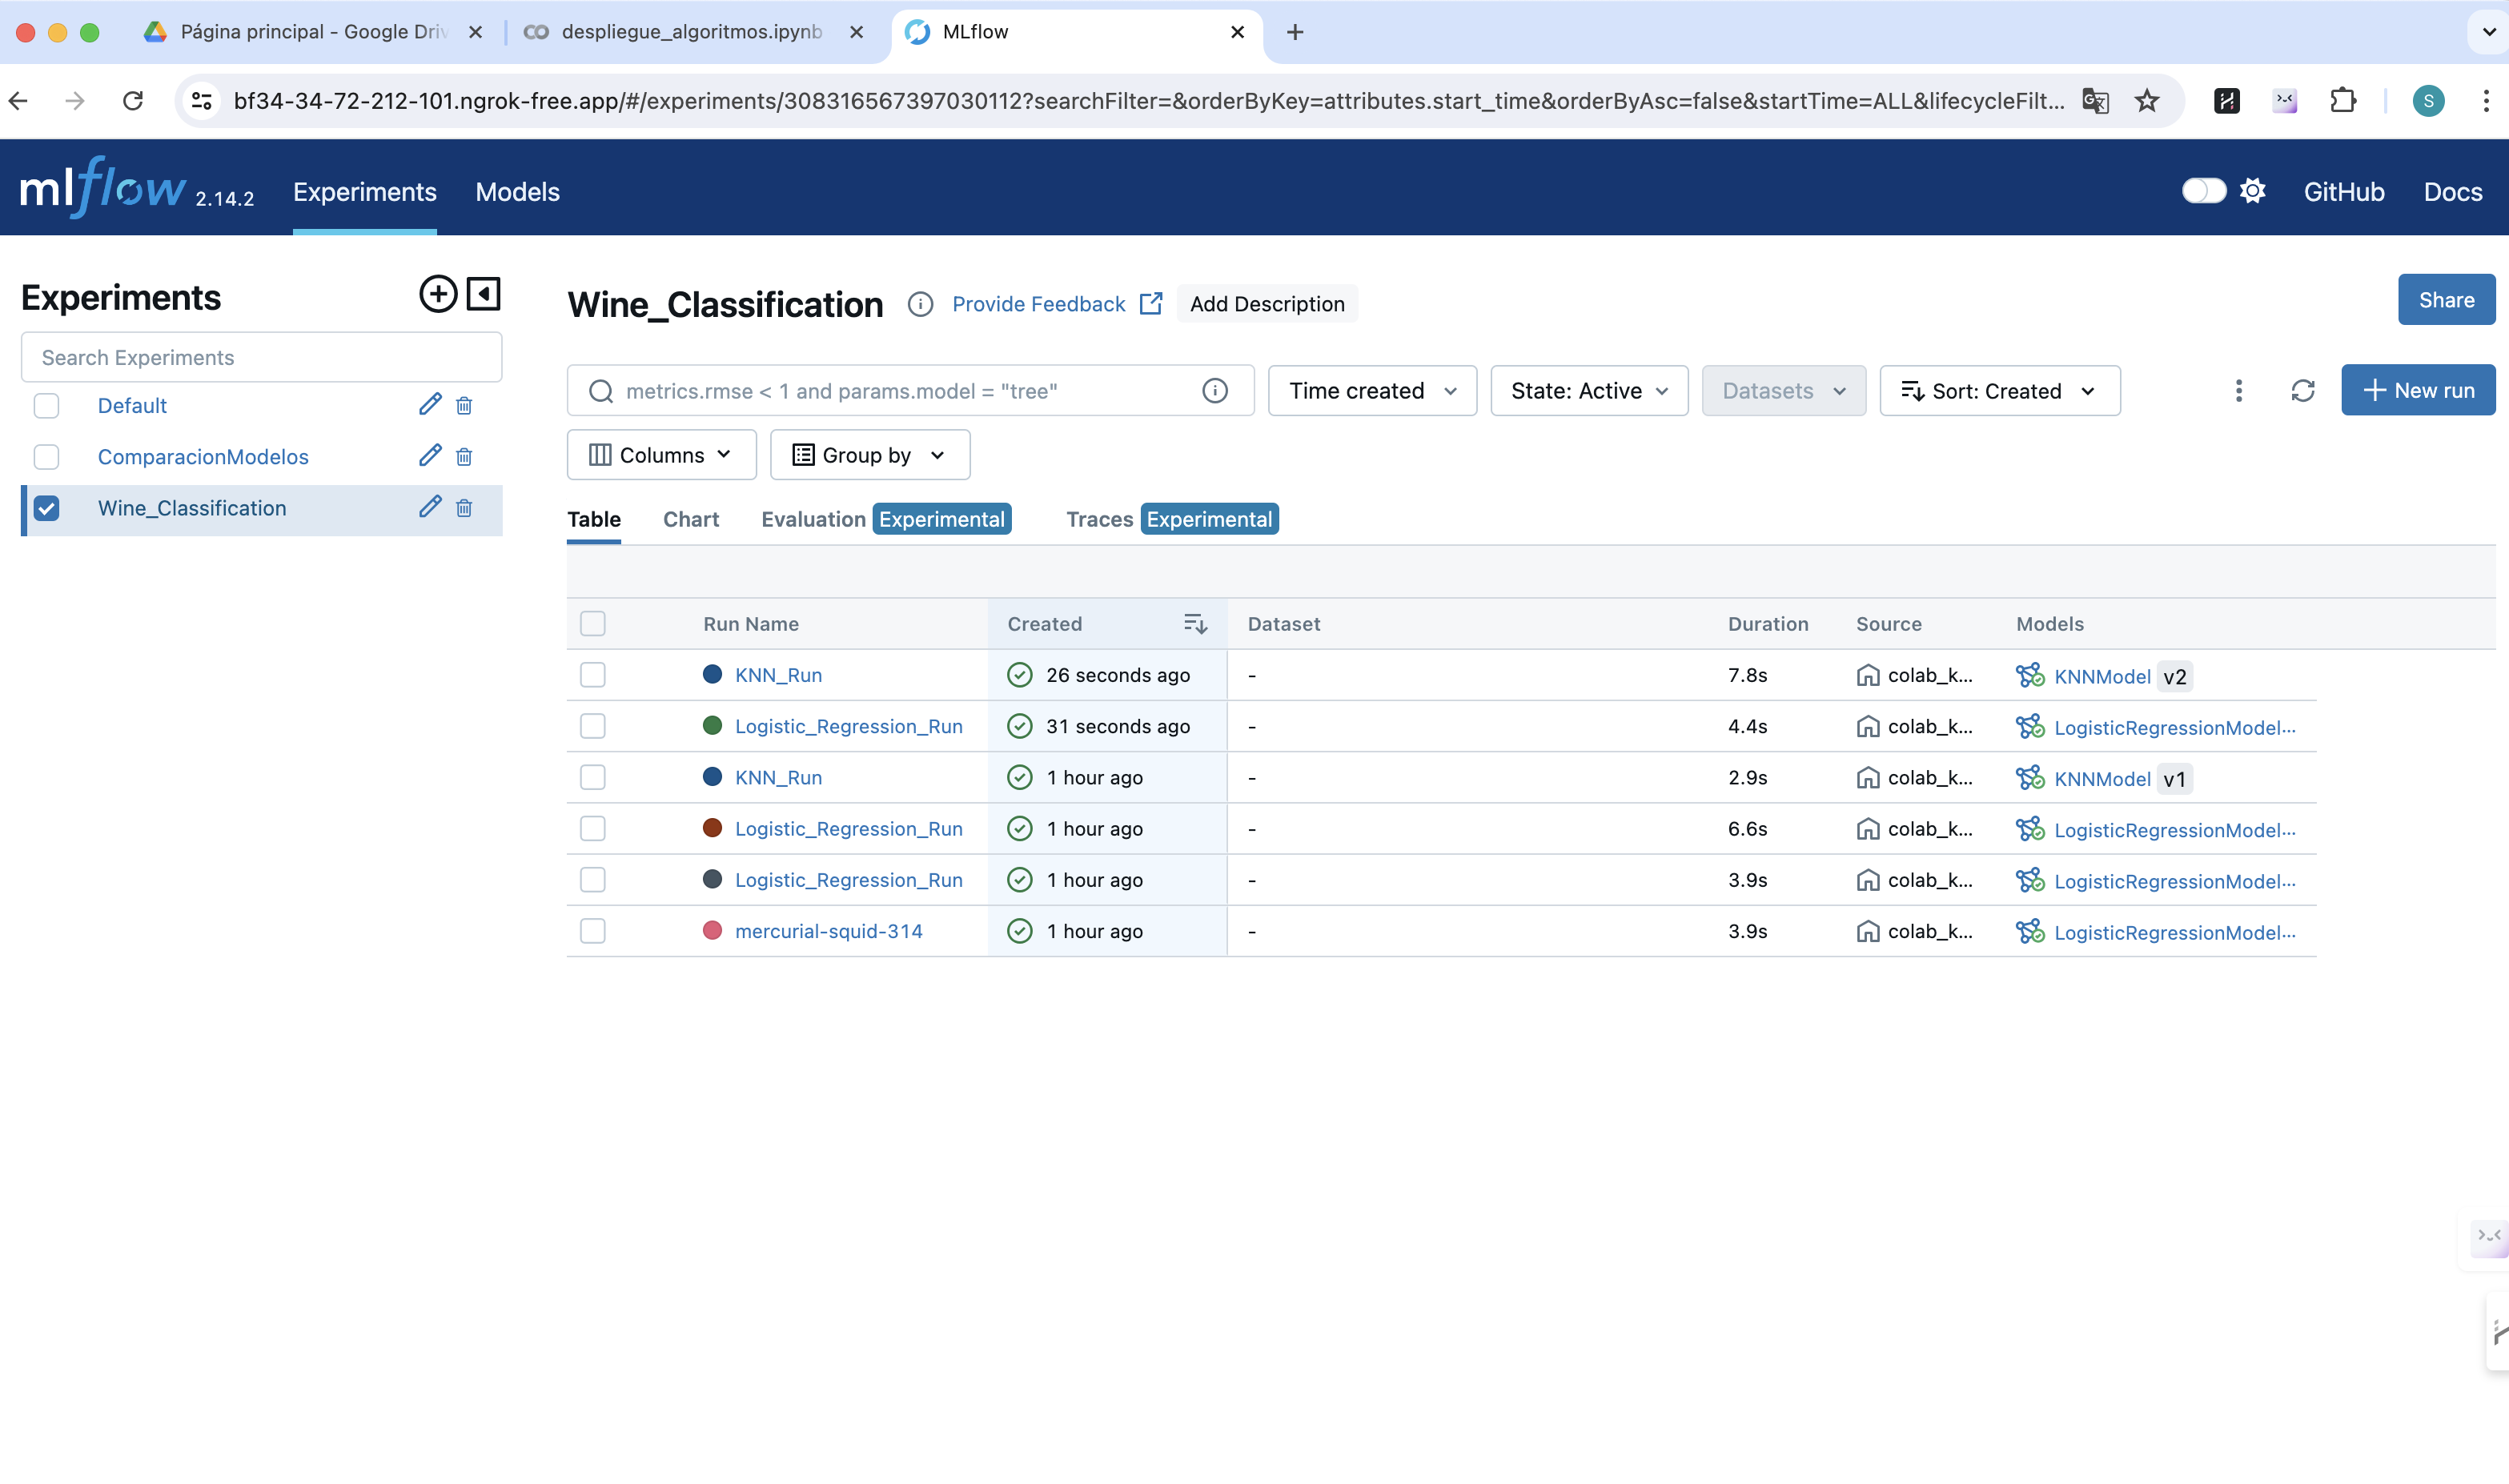 Página principal - Google Driv
despliegue_algoritmos.ipynb
MLflow
bf34-34-72-212-101.ngrok-free.app/#/experiments/308316567397030112?searchFilter=&orderByKey=attributes.start_time&orderByAsc=false&startTime=ALL&lifecycleFilt...
S
mlflow 2.14.2 Experiments Models GitHub Docs
Experiments
Search Experiments
Default
ComparacionModelos
Wine_Classification
Wine_Classification Provide Feedback Add Description Share
metrics.rmse < 1 and params.model = "tree" Time created State: Active Datasets Sort: Created New run
Columns Group by
Table Chart Evaluation Experimental Traces Experimental
Run Name Created Dataset Duration Source Models
KNN_Run 26 seconds ago - 7.8s colab_k... KNNModel v2
Logistic_Regression_Run 31 seconds ago - 4.4s colab_k... LogisticRegressionModel...
KNN_Run 1 hour ago - 2.9s colab_k... KNNModel v1
Logistic_Regression_Run 1 hour ago - 6.6s colab_k... LogisticRegressionModel...
Logistic_Regression_Run 1 hour ago - 3.9s colab_k... LogisticRegressionModel...
mercurial-squid-314 1 hour ago - 3.9s colab_k... LogisticRegressionModel...